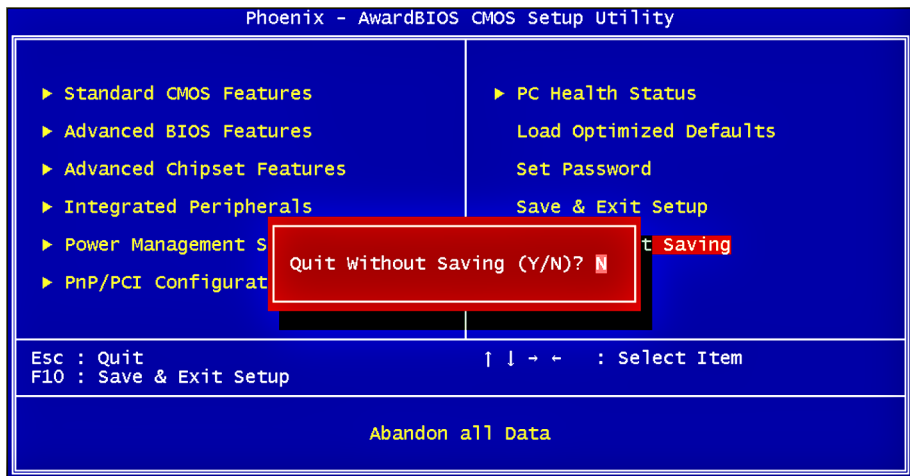 Phoenix - AwardBIOS CMOS Setup Utility
▶ Standard CMOS Features
▶ Advanced BIOS Features
▶ Advanced Chipset Features
▶ Integrated Peripherals
▶ Power Management S
▶ PnP/PCI Configurat
▶ PC Health Status
Load Optimized Defaults
Set Password
Save & Exit Setup
t Saving
Quit Without Saving (Y/N)? N
Esc : Quit
F10 : Save & Exit Setup
↑ ↓ → ← : Select Item
Abandon all Data